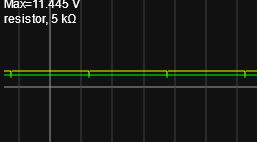 Max=11.445 V
resistor, 5 kΩ